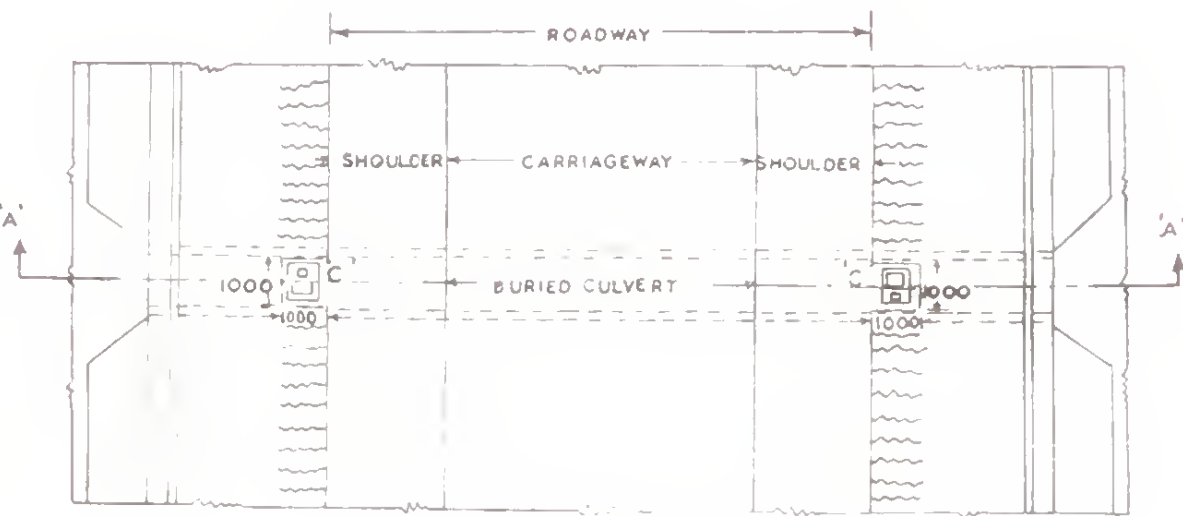 ROADWAY
SHOULDER CARRIAGEWAY SHOULDER
'A' 'A'
C C
1000 BURIED CULVERT 1000
1000 1000